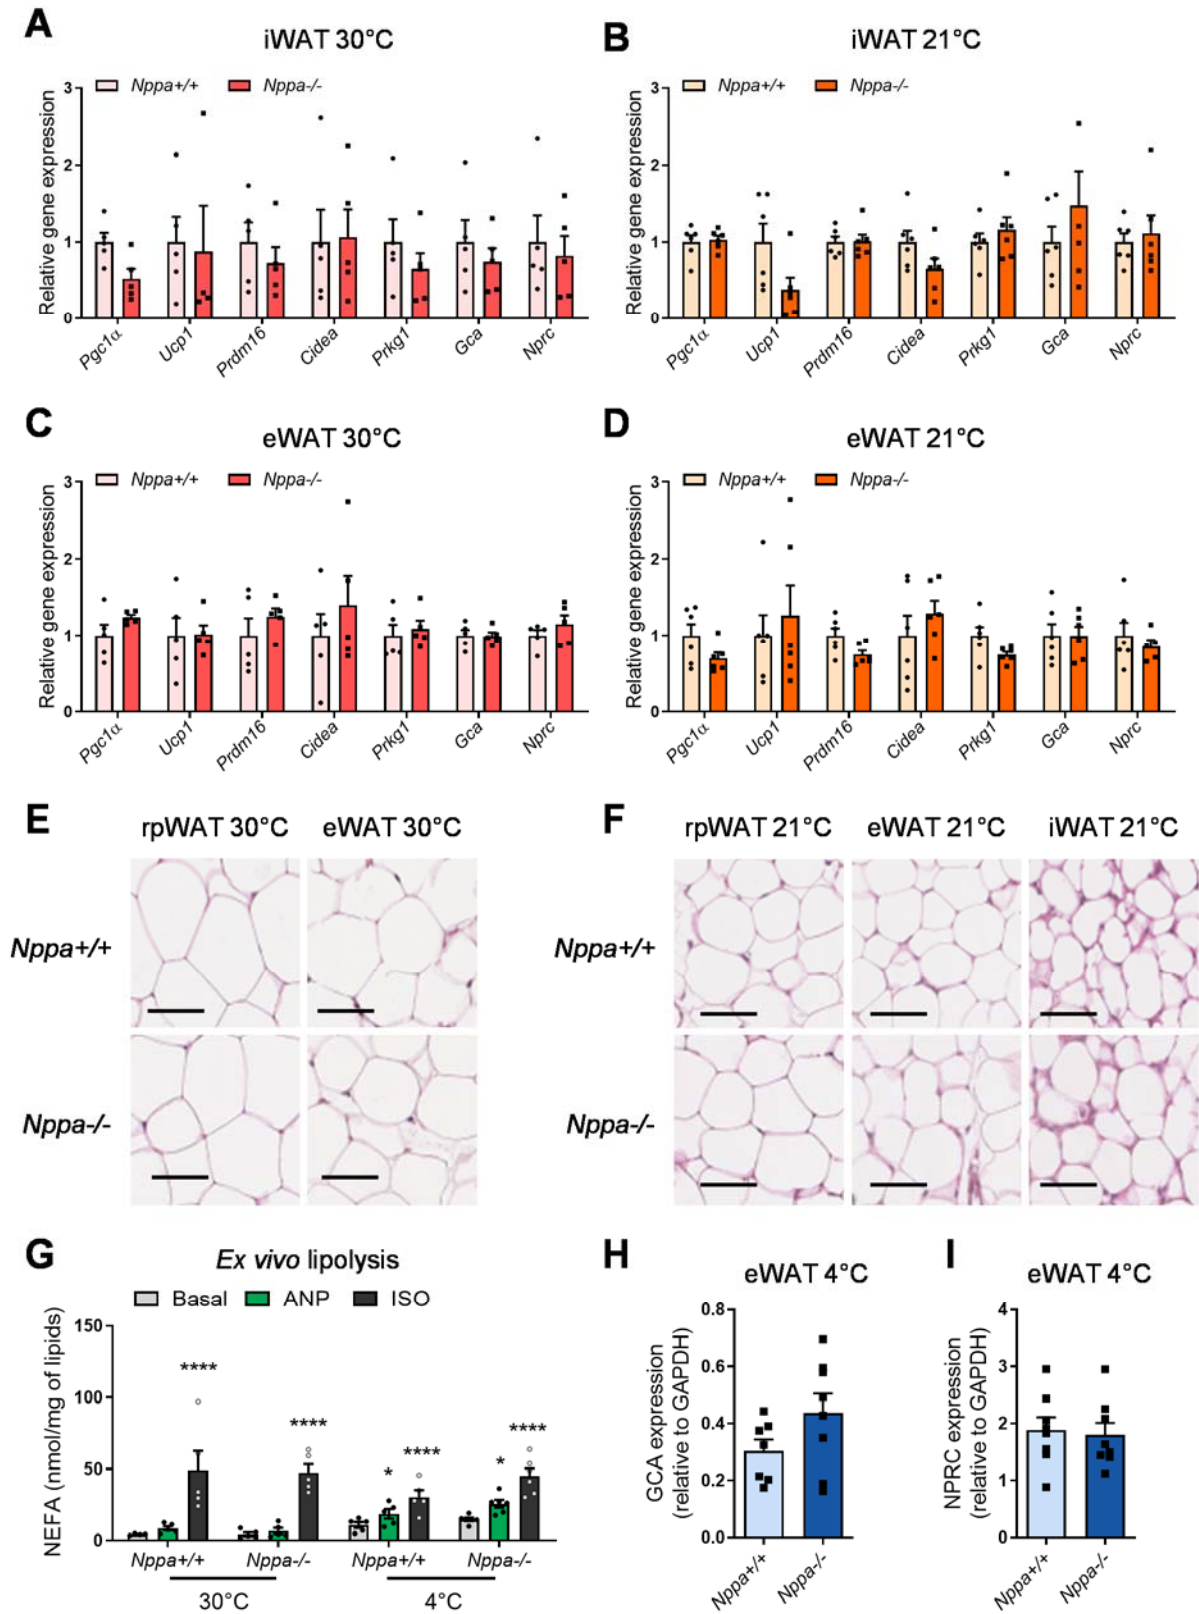 A
iWAT 30°C
Nppa+/+ Nppa-/-
Relative gene expression
3
2
1
0
Pgc1α Ucp1 Prdm16 Cidea Prkg1 Gca Nprc
B
iWAT 21°C
Nppa+/+ Nppa-/-
Relative gene expression
3
2
1
0
Pgc1α Ucp1 Prdm16 Cidea Prkg1 Gca Nprc
C
eWAT 30°C
Nppa+/+ Nppa-/-
Relative gene expression
3
2
1
0
Pgc1α Ucp1 Prdm16 Cidea Prkg1 Gca Nprc
D
eWAT 21°C
Nppa+/+ Nppa-/-
Relative gene expression
3
2
1
0
Pgc1α Ucp1 Prdm16 Cidea Prkg1 Gca Nprc
E
rpWAT 30°C eWAT 30°C
Nppa+/+
Nppa-/-
F
rpWAT 21°C eWAT 21°C iWAT 21°C
Nppa+/+
Nppa-/-
G
Ex vivo lipolysis
Basal ANP ISO
NEFA (nmol/mg of lipids)
150
100
50
0
**** **** * **** * ****
Nppa+/+ Nppa-/- Nppa+/+ Nppa-/-
30°C 4°C
H
eWAT 4°C
GCA expression
(relative to GAPDH)
0.8
0.6
0.4
0.2
0.0
Nppa+/+ Nppa-/-
I
eWAT 4°C
NPRC expression
(relative to GAPDH)
4
3
2
1
0
Nppa+/+ Nppa-/-